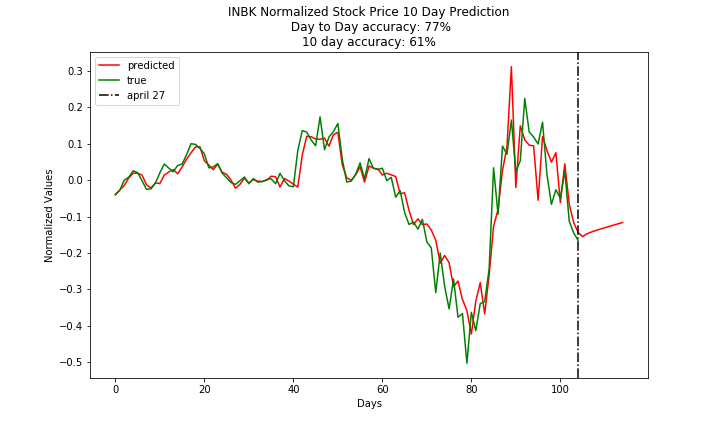 INBK Normalized Stock Price 10 Day Prediction
Day to Day accuracy: 77%
10 day accuracy: 61%
predicted
true
april 27
Normalized Values
0.3
0.2
0.1
0.0
−0.1
−0.2
−0.3
−0.4
−0.5
0 20 40 60 80 100
Days